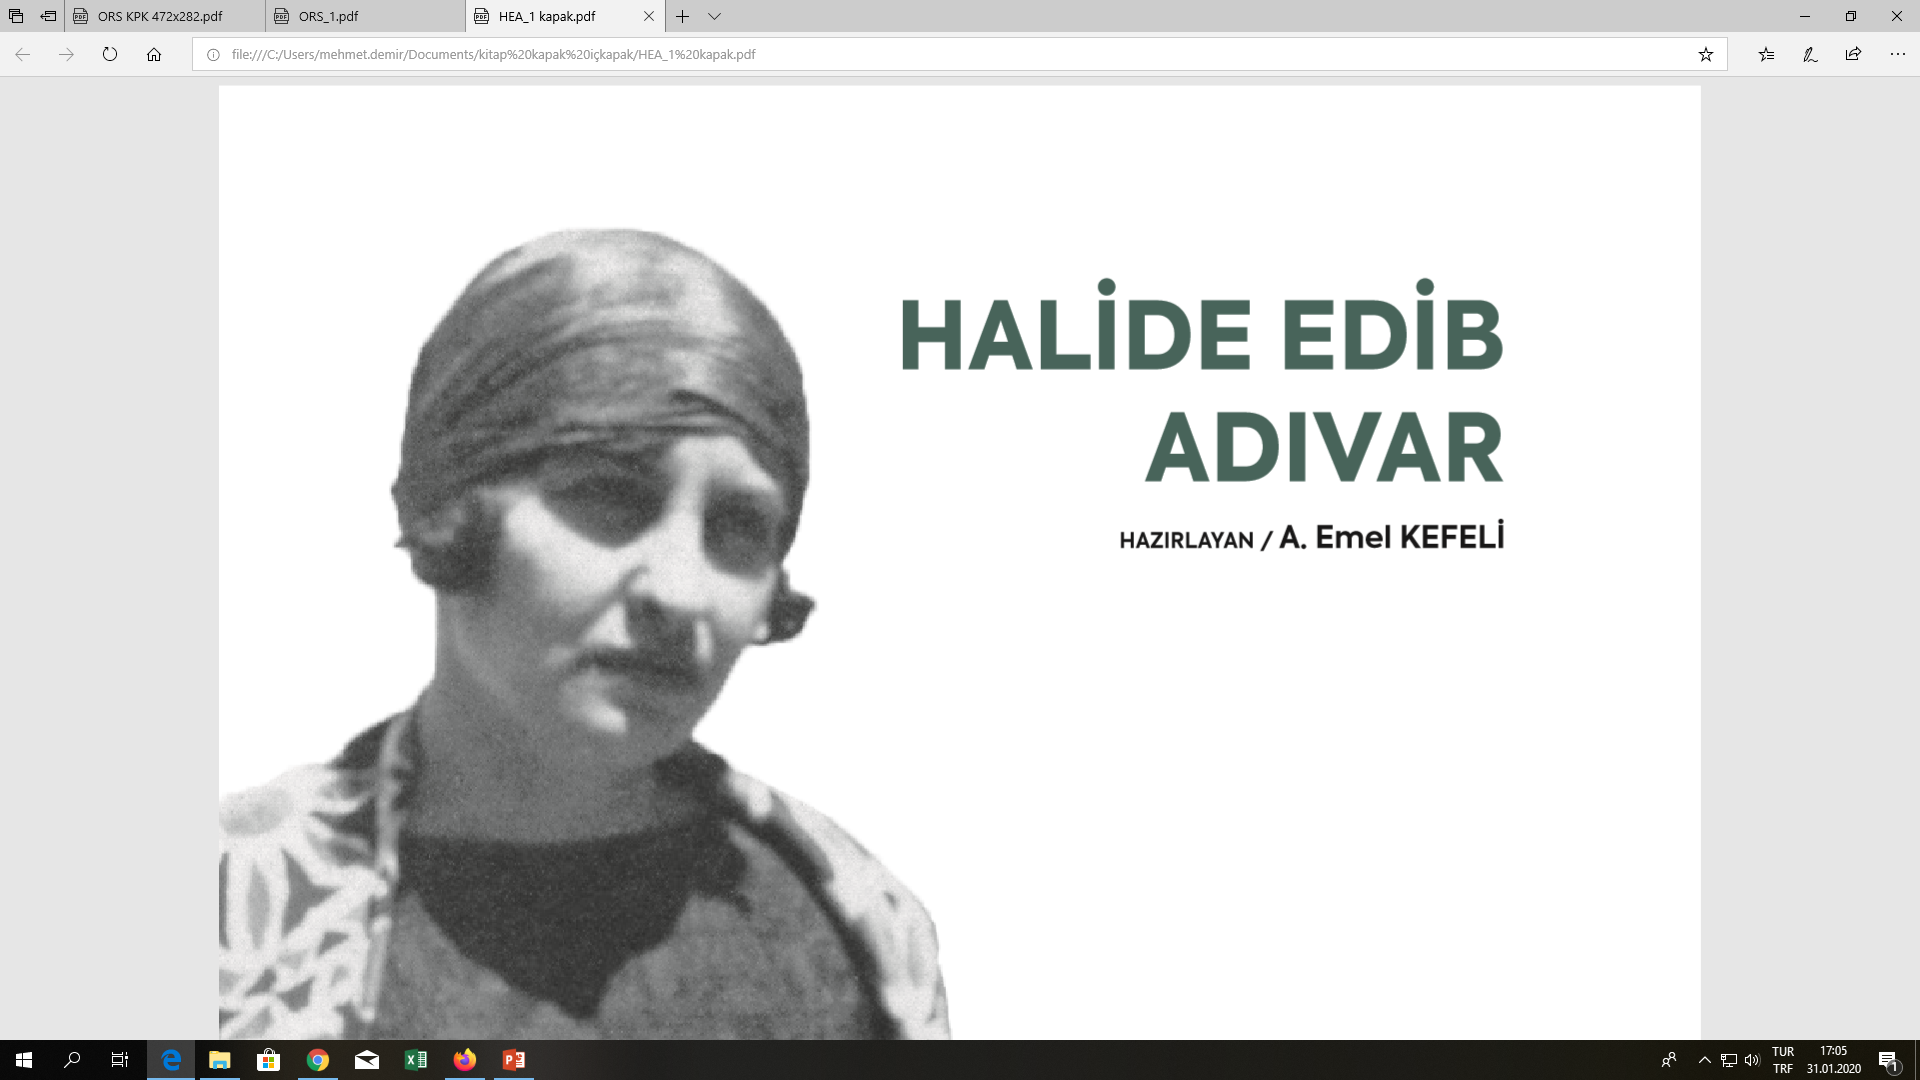 ORS KPK 472x282.pdf
ORS_1.pdf
HEA_1 kapak.pdf
file:///C:/Users/mehmet.demir/Documents/kitap%20kapak%20içkapak/HEA_1%20kapak.pdf
HALİDE EDİB
ADIVAR
HAZIRLAYAN / A. Emel KEFELİ
TUR
TRF
17:05
31.01.2020
1